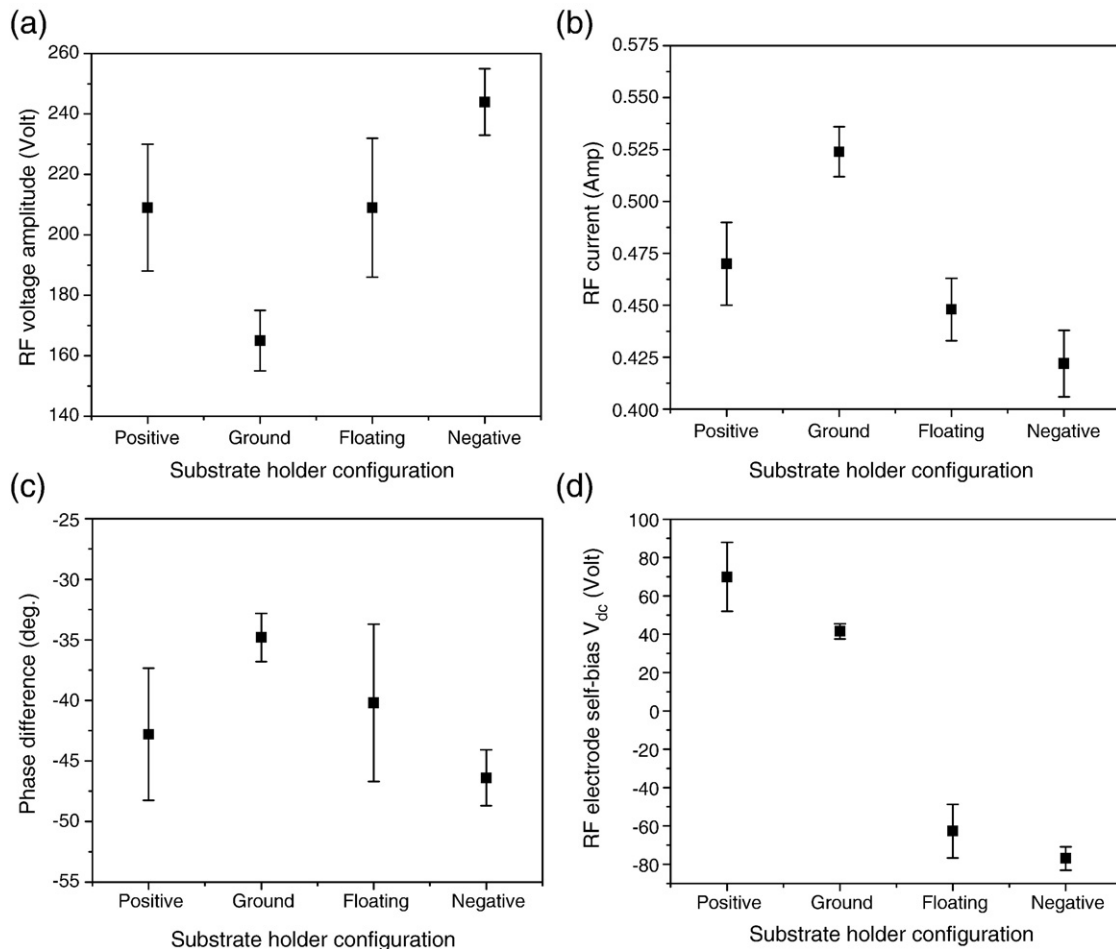 (a)
RF voltage amplitude (Volt)
260
240
220
200
180
160
140
Positive Ground Floating Negative
Substrate holder configuration
(b)
RF current (Amp)
0.575
0.550
0.525
0.500
0.475
0.450
0.425
0.400
Positive Ground Floating Negative
Substrate holder configuration
(c)
Phase difference (deg.)
-25
-30
-35
-40
-45
-50
-55
Positive Ground Floating Negative
Substrate holder configuration
(d)
RF electrode self-bias V_dc (Volt)
100
80
60
40
20
0
-20
-40
-60
-80
Positive Ground Floating Negative
Substrate holder configuration